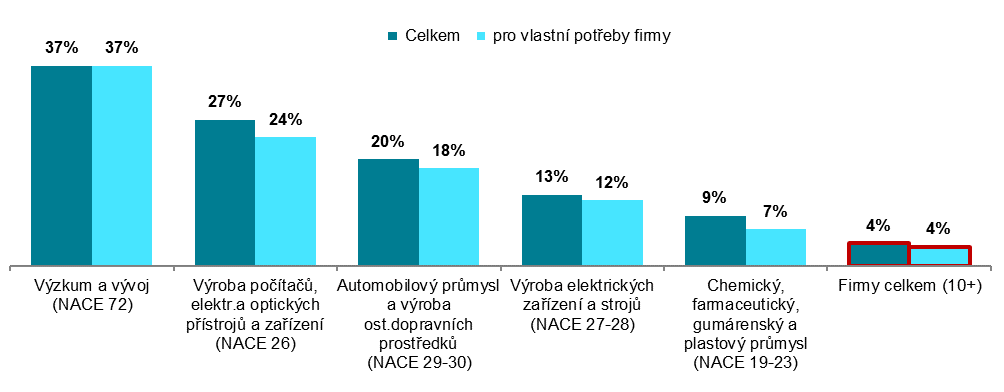 Celkem
pro vlastní potřeby firmy
37%
37%
27%
24%
20%
18%
13%
12%
9%
7%
4%
4%
Výzkum a vývoj
(NACE 72)
Výroba počítačů,
elektr.a optických
přístrojů a zařízení
(NACE 26)
Automobilový průmysl
a výroba
ost.dopravních
prostředků
(NACE 29-30)
Výroba elektrických
zařízení a strojů
(NACE 27-28)
Chemický,
farmaceutický,
gumárenský a
plastový průmysl
(NACE 19-23)
Firmy celkem (10+)